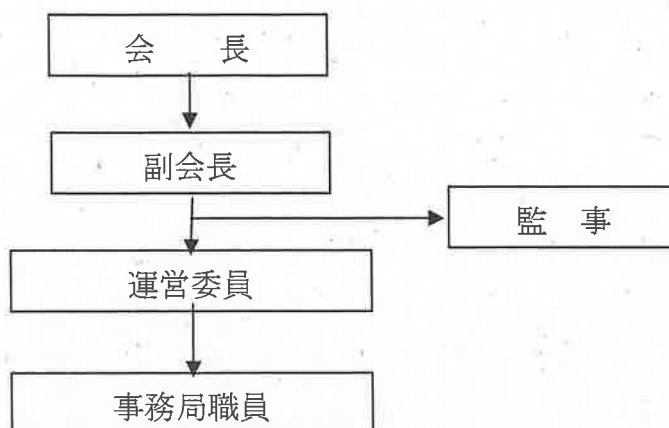 会　長
副会長
監　事
運営委員
事務局職員